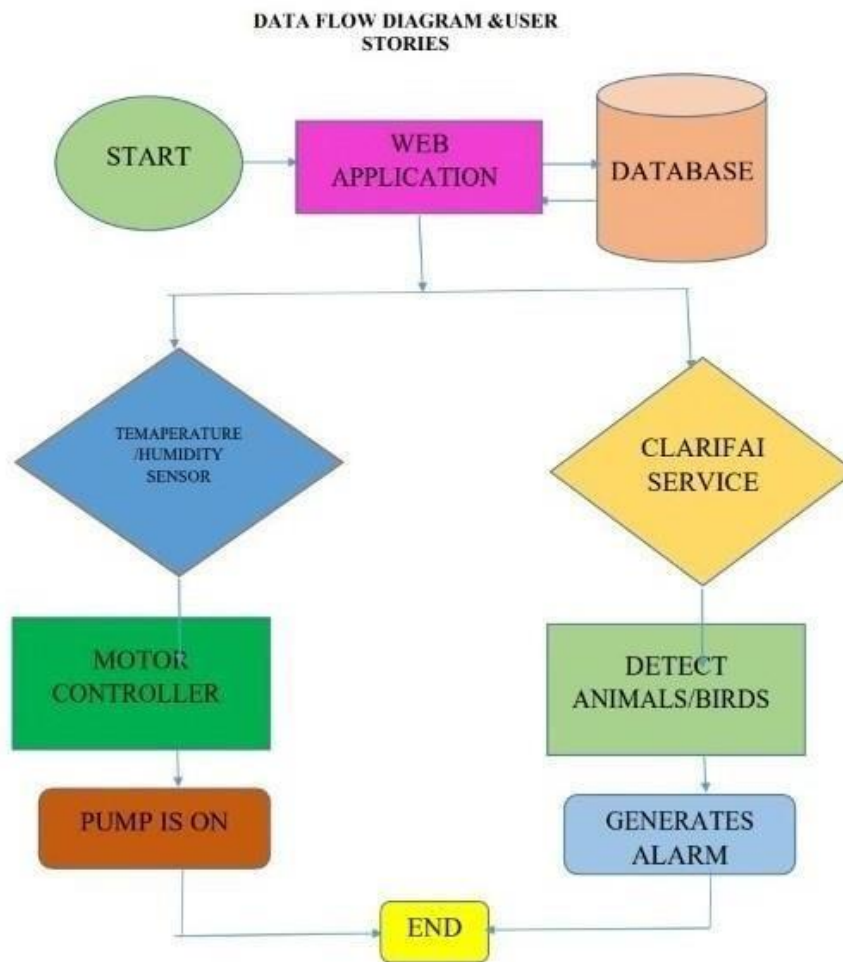 DATA FLOW DIAGRAM &USER
STORIES
START
WEB
APPLICATION
DATABASE
TEMAPERATURE
/HUMIDITY
SENSOR
CLARIFAI
SERVICE
MOTOR
CONTROLLER
DETECT
ANIMALS/BIRDS
PUMP IS ON
GENERATES
ALARM
END